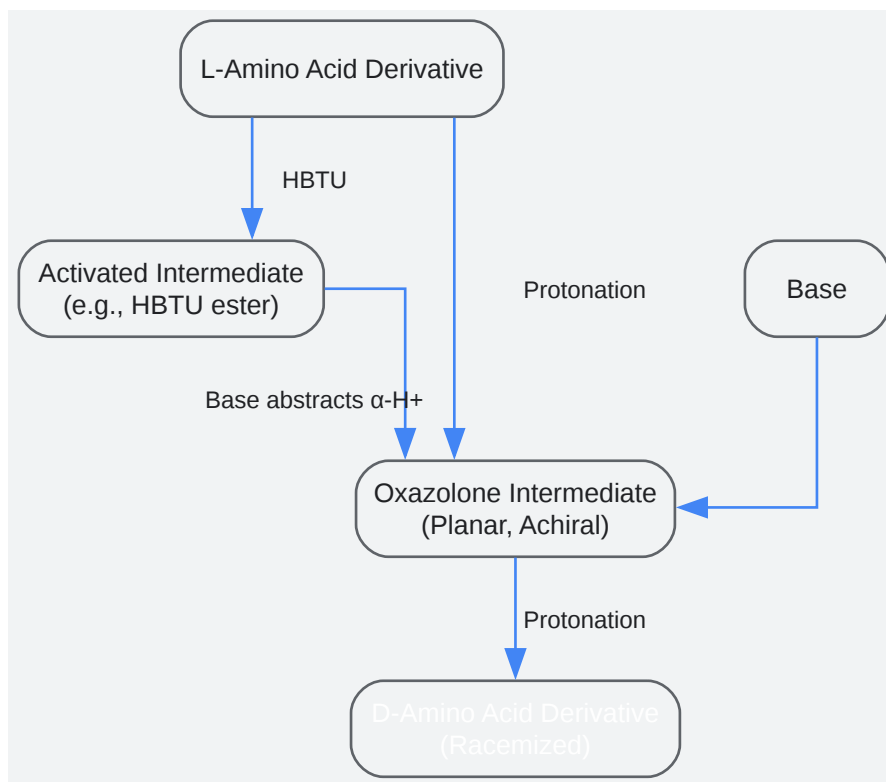 L-Amino Acid Derivative
HBTU
Activated Intermediate
(e.g., HBTU ester)
Protonation
Base
Base abstracts α-H+
Oxazolone Intermediate
(Planar, Achiral)
Protonation
D-Amino Acid Derivative
(Racemized)